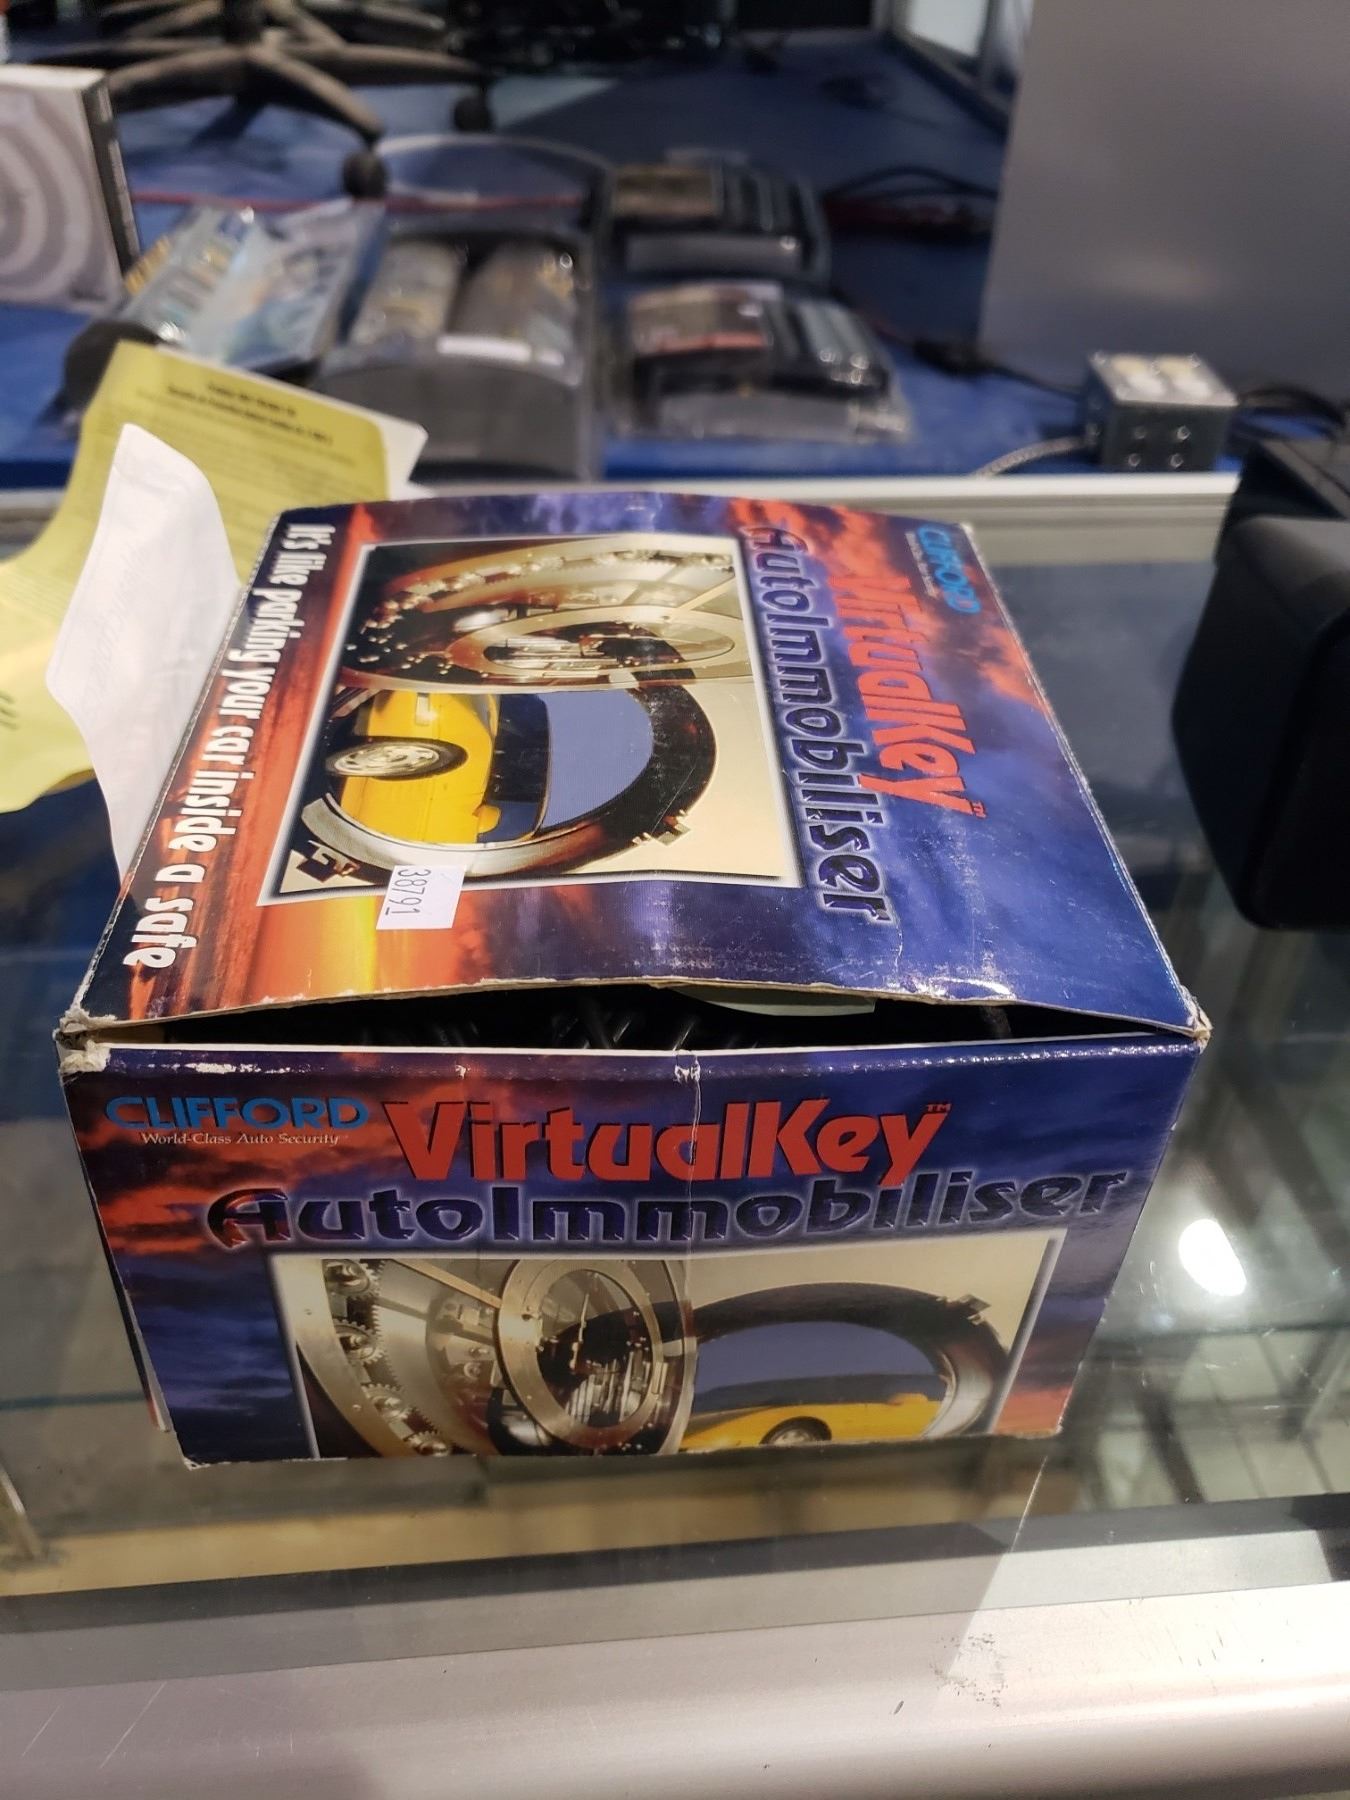 CLIFFORD
VirtualKey™
AutoImmobiliser
It's like parking your car inside a safe
38791
CLIFFORD
World-Class Auto Security
VirtualKey™
AutoImmobiliser